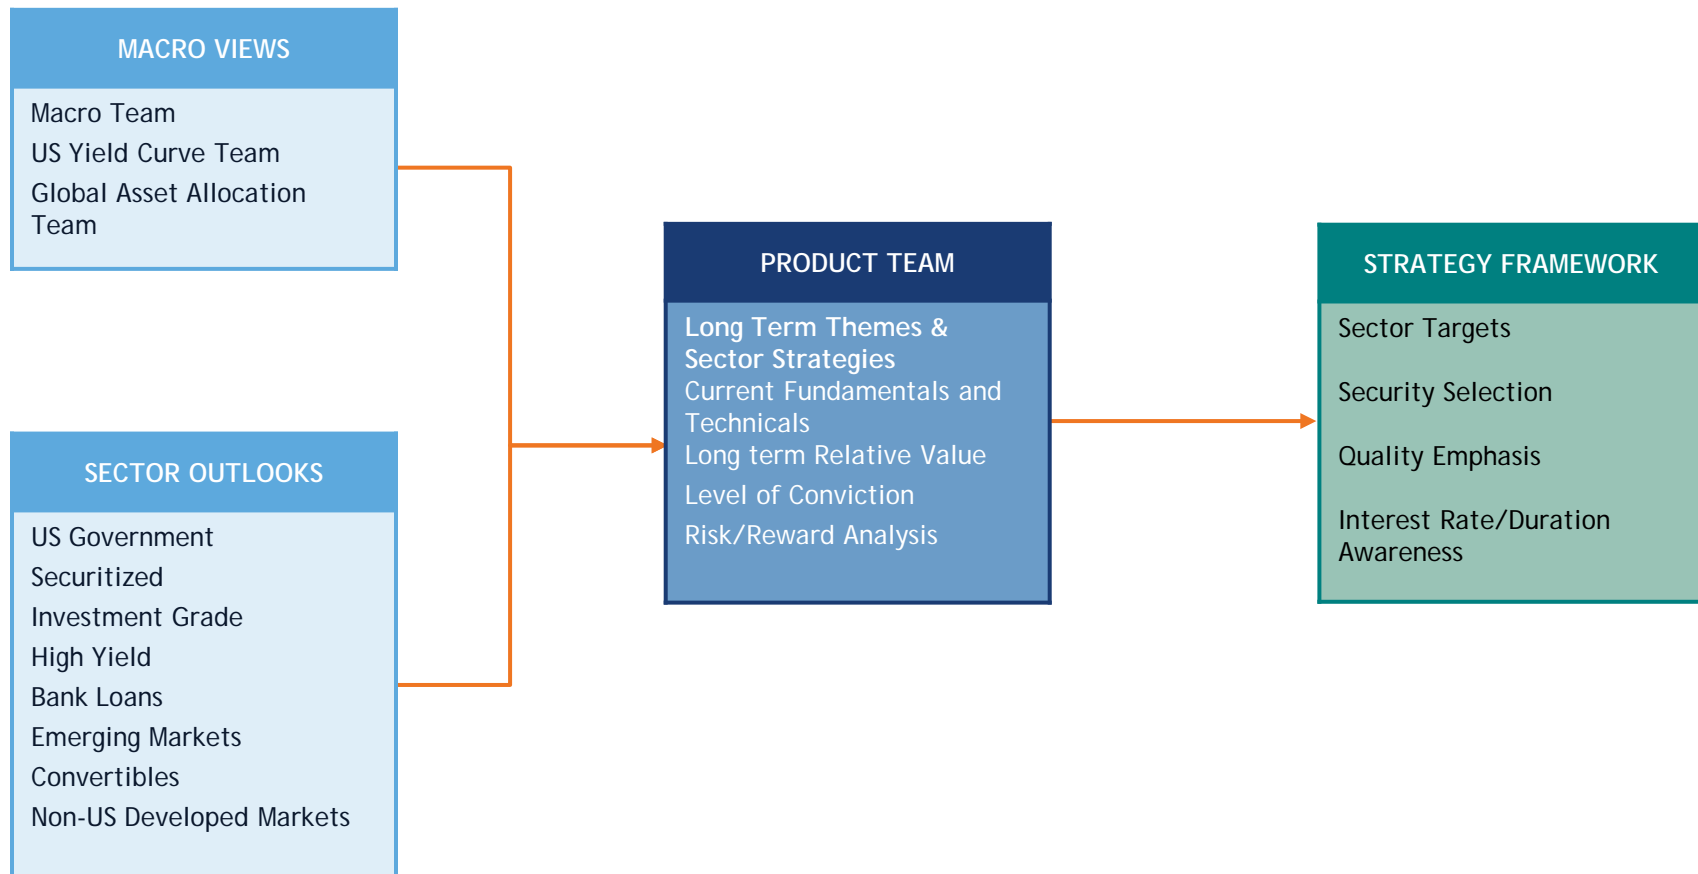 MACRO VIEWS
Macro Team
US Yield Curve Team
Global Asset Allocation
Team
SECTOR OUTLOOKS
US Government
Securitized
Investment Grade
High Yield
Bank Loans
Emerging Markets
Convertibles
Non-US Developed Markets
PRODUCT TEAM
Long Term Themes &
Sector Strategies
Current Fundamentals and
Technicals
Long term Relative Value
Level of Conviction
Risk/Reward Analysis
STRATEGY FRAMEWORK
Sector Targets
Security Selection
Quality Emphasis
Interest Rate/Duration
Awareness